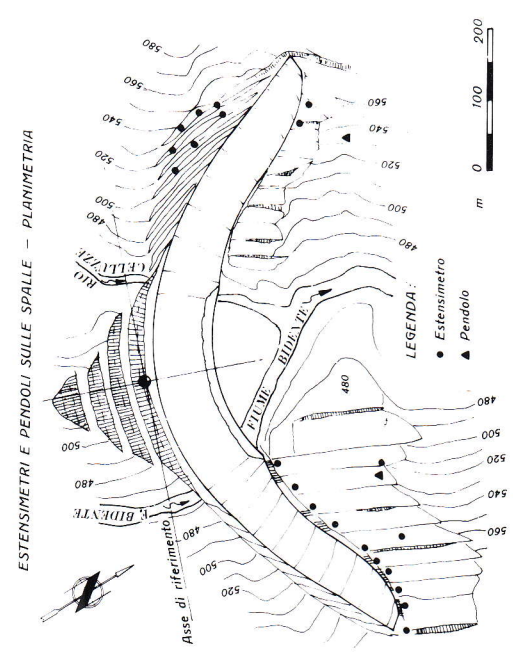 ESTENSIMETRI E PENDOLI SULLE SPALLE - PLANIMETRIA
Asse di riferimento
F. BIDENTE
RIO
CELLUZZE
FIUME BIDENTE
580
560
540
520
500
480
500
480
480
500
520
560
540
520
500
480
480
480
500
520
540
560
LEGENDA :
● Estensimetro
▲ Pendolo
m 0 100 200